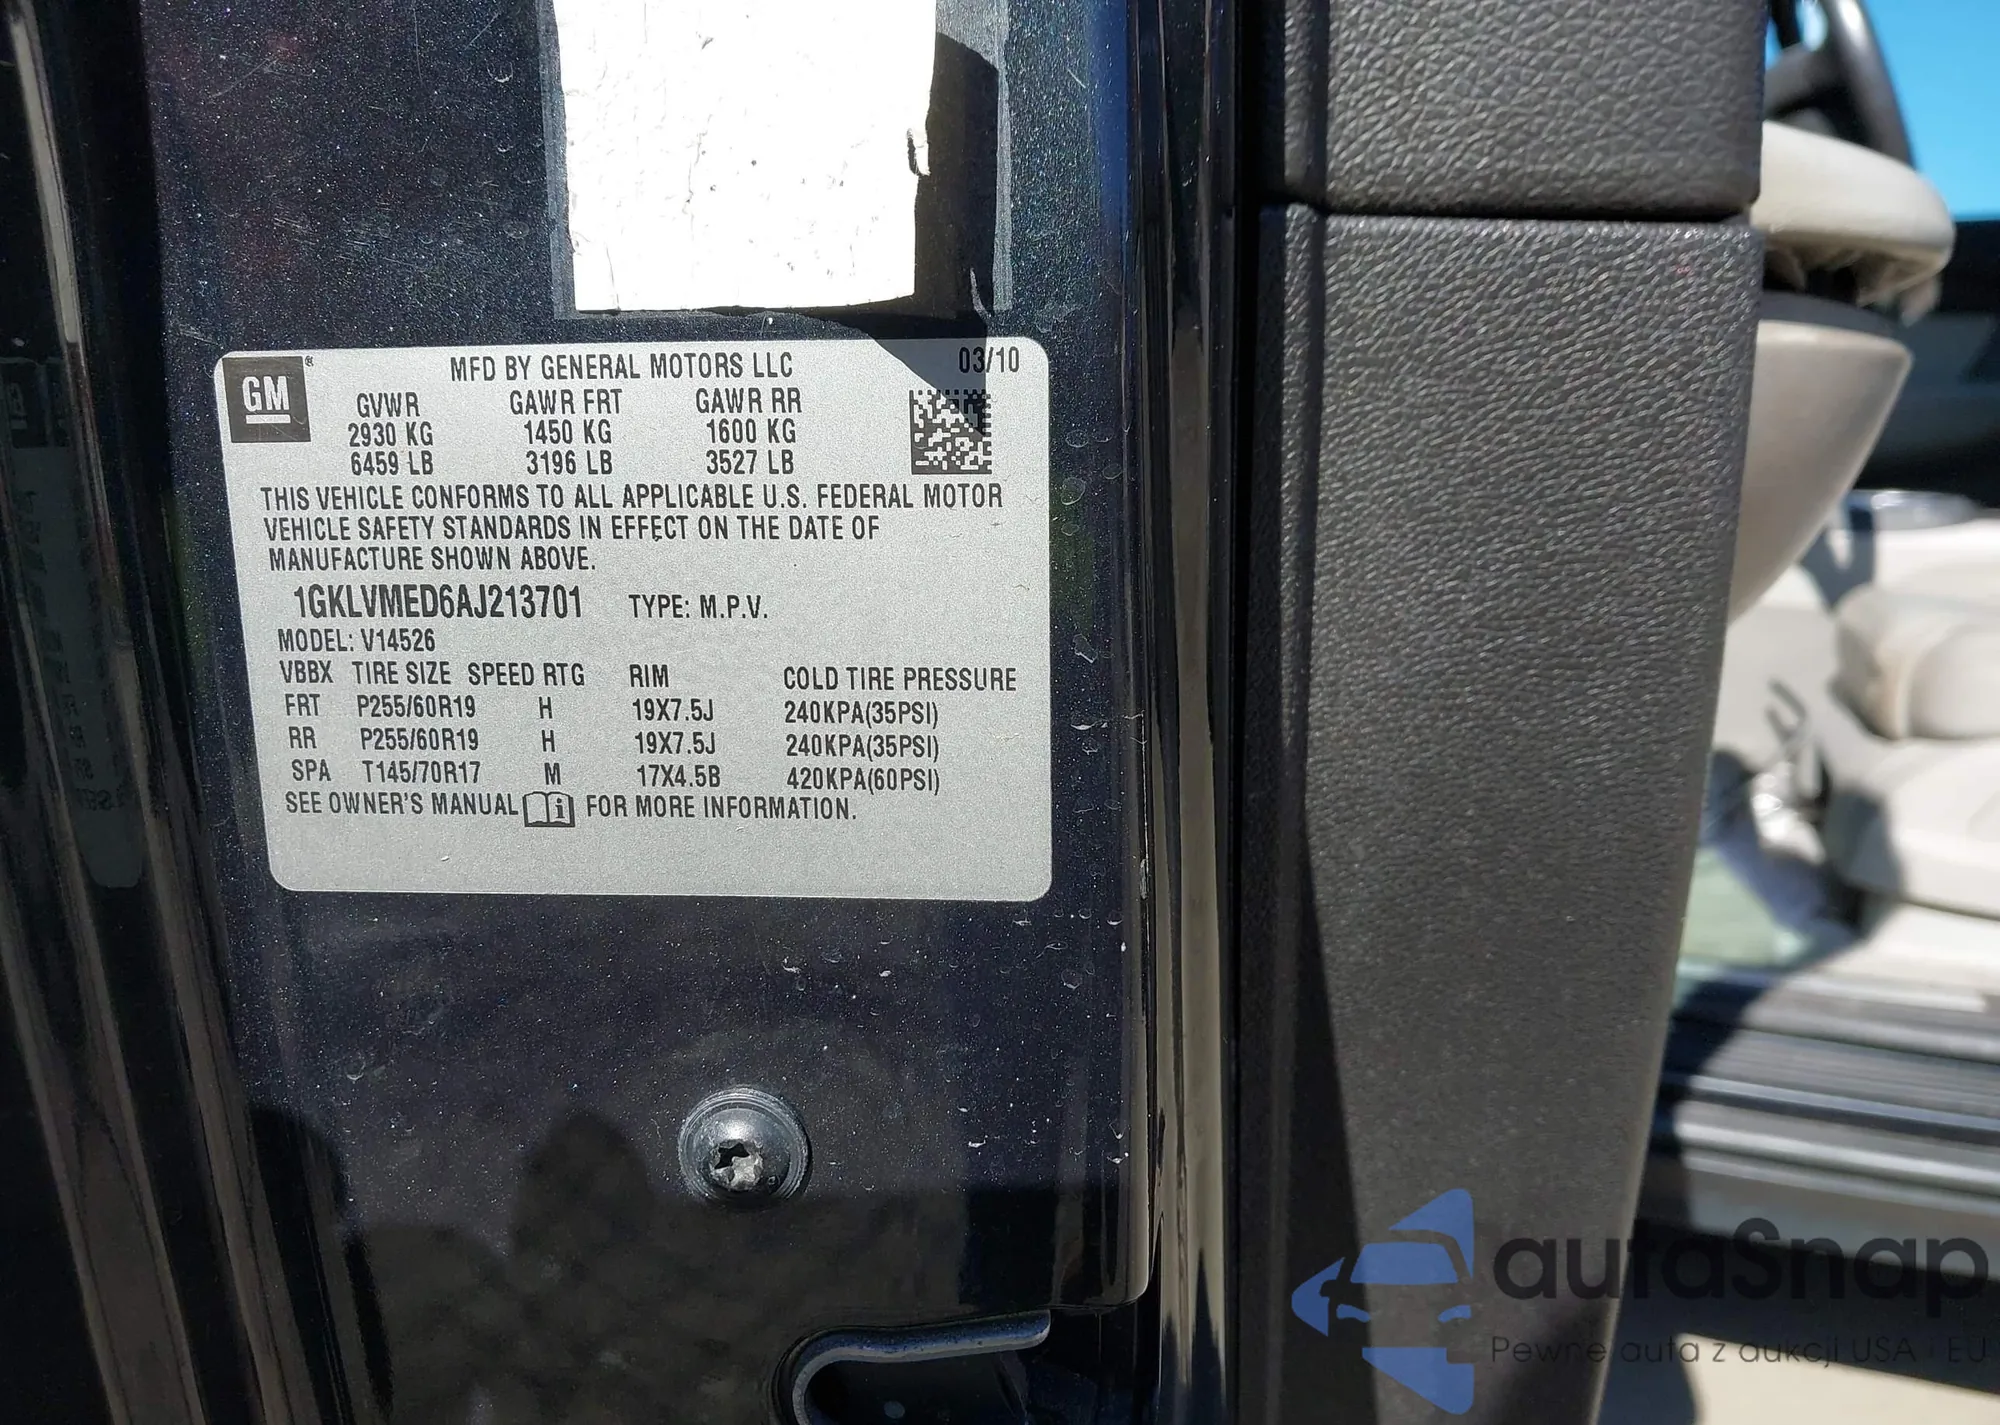 GM
®
MFD BY GENERAL MOTORS LLC 03/10
GVWR GAWR FRT GAWR RR
2930 KG 1450 KG 1600 KG
6459 LB 3196 LB 3527 LB
THIS VEHICLE CONFORMS TO ALL APPLICABLE U.S. FEDERAL MOTOR
VEHICLE SAFETY STANDARDS IN EFFECT ON THE DATE OF
MANUFACTURE SHOWN ABOVE.
1GKLVMED6AJ213701 TYPE: M.P.V.
MODEL: V14526
VBBX TIRE SIZE SPEED RTG RIM COLD TIRE PRESSURE
FRT P255/60R19 H 19X7.5J 240KPA(35PSI)
RR P255/60R19 H 19X7.5J 240KPA(35PSI)
SPA T145/70R17 M 17X4.5B 420KPA(60PSI)
SEE OWNER'S MANUAL i FOR MORE INFORMATION.
autaSnap
Pewne auta z aukcji USA i EU